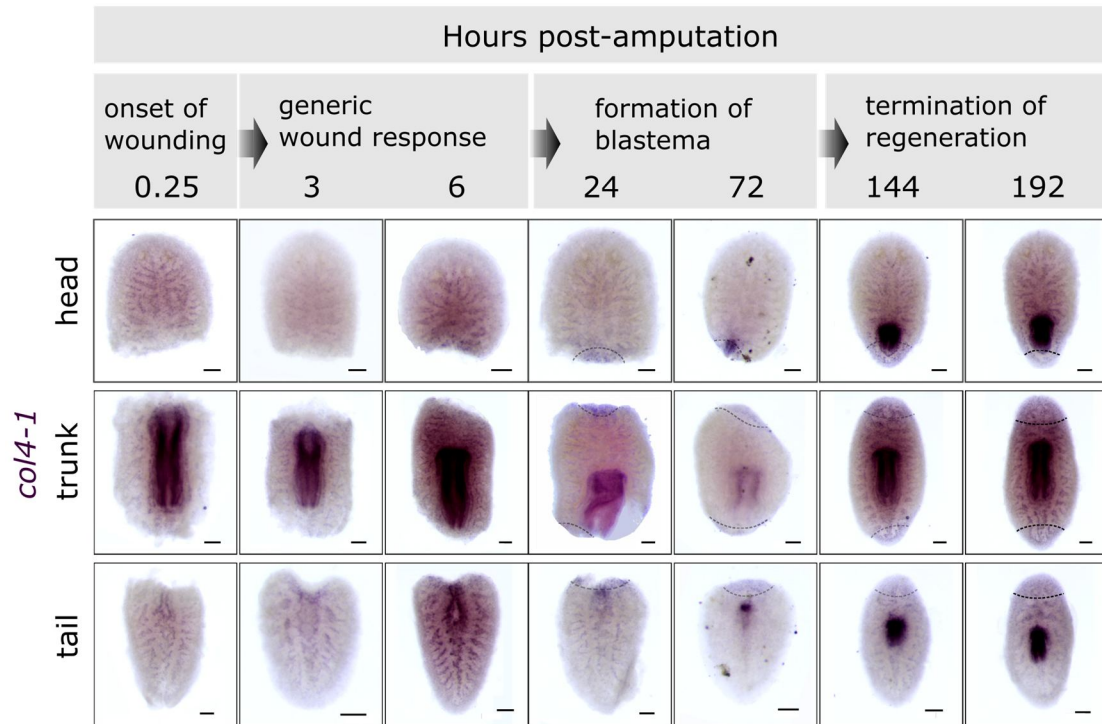 Hours post-amputation
onset of
wounding
generic
wound response
formation of
blastema
termination of
regeneration
0.25
3
6
24
72
144
192
head
col4-1
trunk
tail